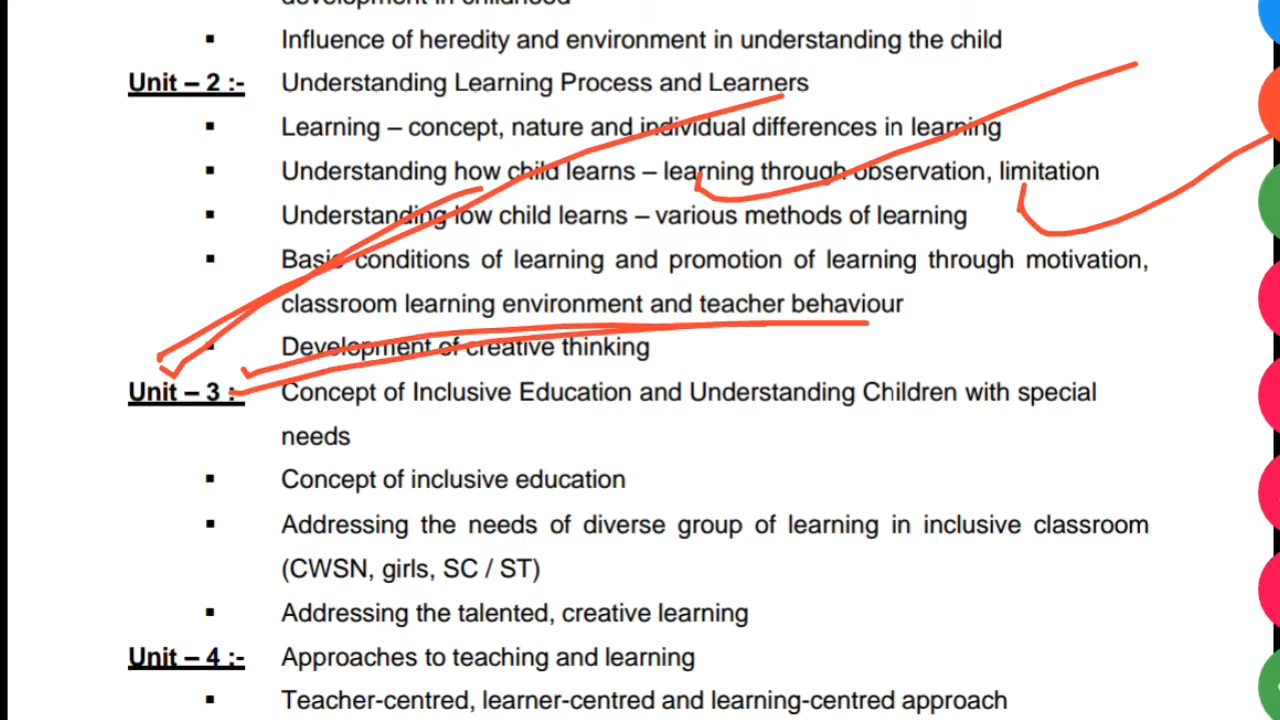 development in childhood
▪ Influence of heredity and environment in understanding the child
Unit – 2 :- Understanding Learning Process and Learners
▪ Learning – concept, nature and individual differences in learning
▪ Understanding how child learns – learning through observation, limitation
▪ Understanding low child learns – various methods of learning
▪ Basic conditions of learning and promotion of learning through motivation,
classroom learning environment and teacher behaviour
▪ Development of creative thinking
Unit – 3 :- Concept of Inclusive Education and Understanding Children with special
needs
▪ Concept of inclusive education
▪ Addressing the needs of diverse group of learning in inclusive classroom
(CWSN, girls, SC / ST)
▪ Addressing the talented, creative learning
Unit – 4 :- Approaches to teaching and learning
▪ Teacher-centred, learner-centred and learning-centred approach